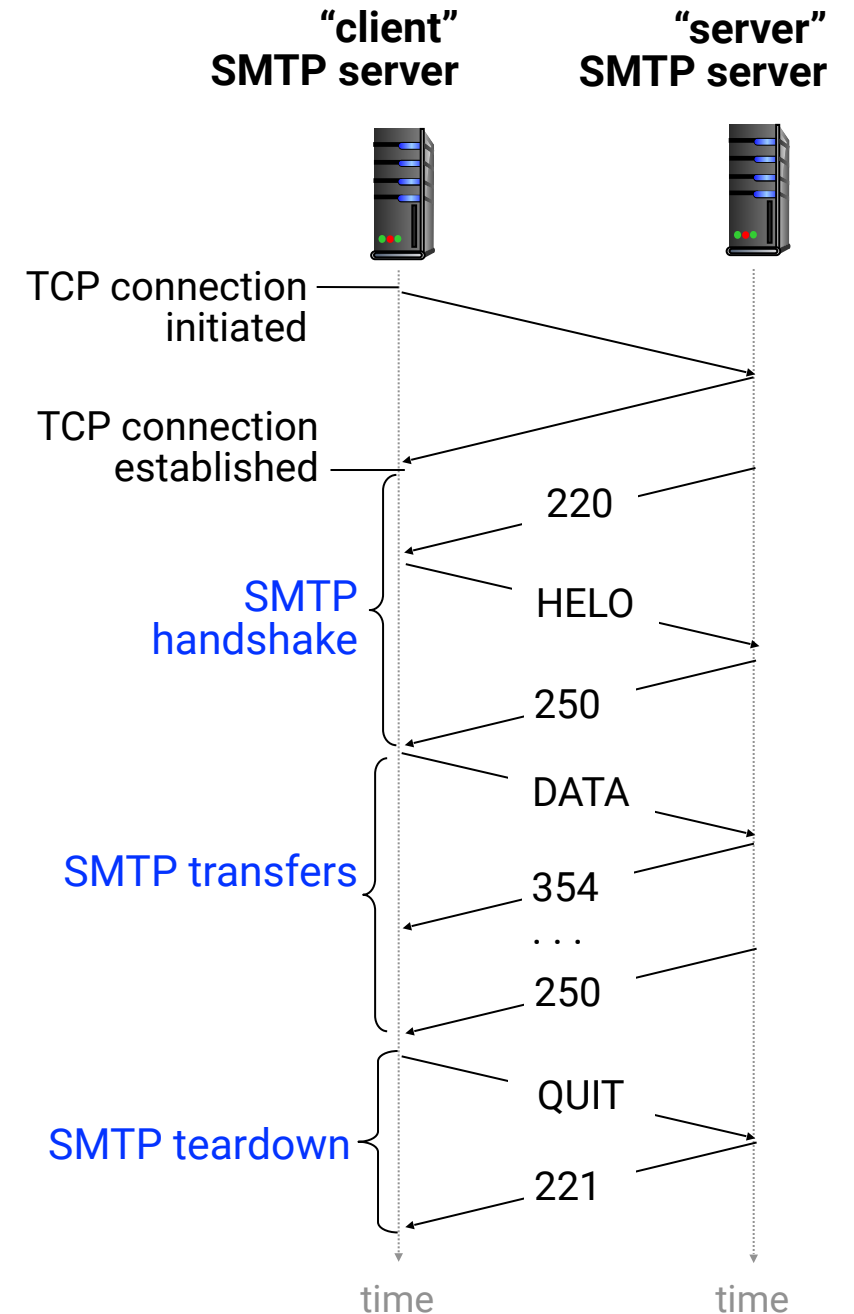 “client”
SMTP server
“server”
SMTP server
TCP connection
initiated
TCP connection
established
220
SMTP
handshake
HELO
250
DATA
SMTP transfers
354
. . .
250
QUIT
SMTP teardown
221
time
time